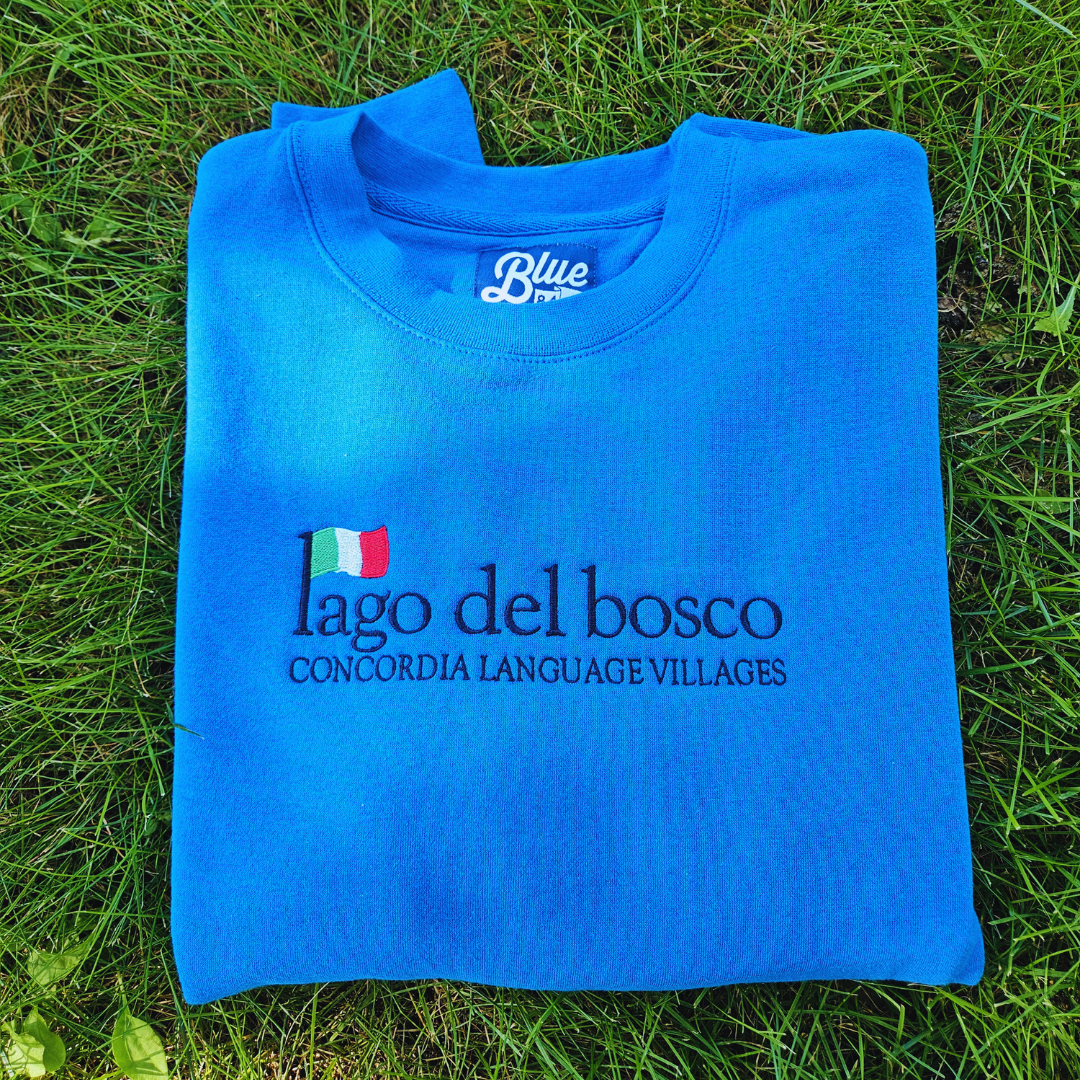 Blue
lago del bosco
CONCORDIA LANGUAGE VILLAGES